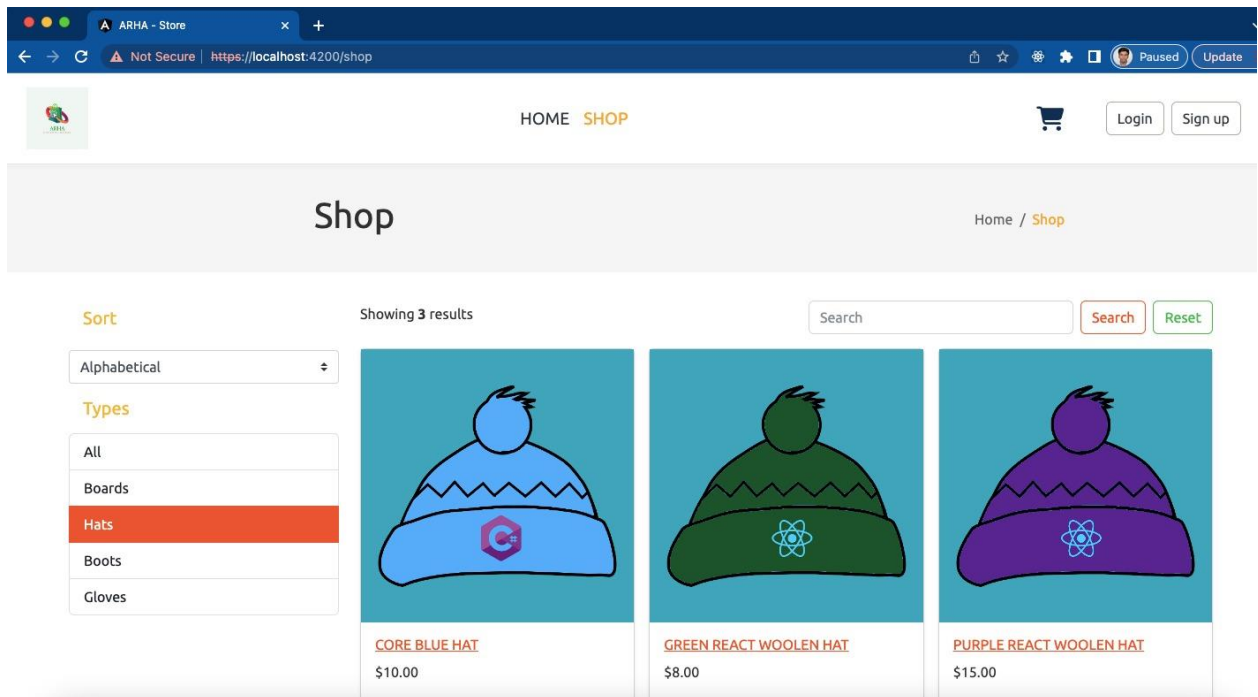 ARHA - Store
Not Secure | https://localhost:4200/shop
Paused
Update
ARHA
HOME SHOP
Login
Sign up
Shop
Home / Shop
Sort
Alphabetical
Types
All
Boards
Hats
Boots
Gloves
Showing 3 results
Search
Search
Reset
C#
CORE BLUE HAT
$10.00
GREEN REACT WOOLEN HAT
$8.00
PURPLE REACT WOOLEN HAT
$15.00